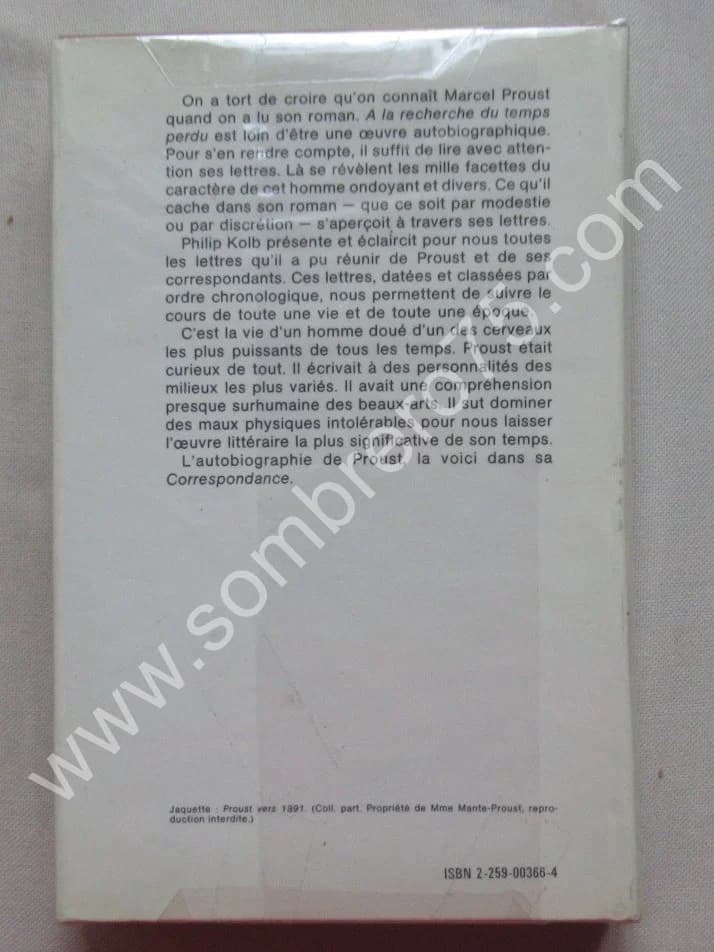 On a tort de croire qu'on connaît Marcel Proust
quand on a lu son roman. A la recherche du temps
perdu est loin d'être une œuvre autobiographique.
Pour s'en rendre compte, il suffit de lire avec atten-
tion ses lettres. Là se révèlent les mille facettes du
caractère de cet homme ondoyant et divers. Ce qu'il
cache dans son roman — que ce soit par modestie
ou par discrétion — s'aperçoit à travers ses lettres.
Philip Kolb présente et éclaircit pour nous toutes
les lettres qu'il a pu réunir de Proust et de ses
correspondants. Ces lettres, datées et classées par
ordre chronologique, nous permettent de suivre le
cours de toute une vie et de toute une époque.
C'est la vie d'un homme doué d'un des cerveaux
les plus puissants de tous les temps. Proust était
curieux de tout. Il écrivait à des personnalités des
milieux les plus variés. Il avait une compréhension
presque surhumaine des beaux-arts. Il sut dominer
des maux physiques intolérables pour nous laisser
l'œuvre littéraire la plus significative de son temps.
L'autobiographie de Proust, la voici dans sa
Correspondance.
www.sombrero75.com
Jaquette : Proust vers 1891. (Coll. part. Propriété de Mme Mante-Proust, repro-
duction interdite.)
ISBN 2-259-00366-4